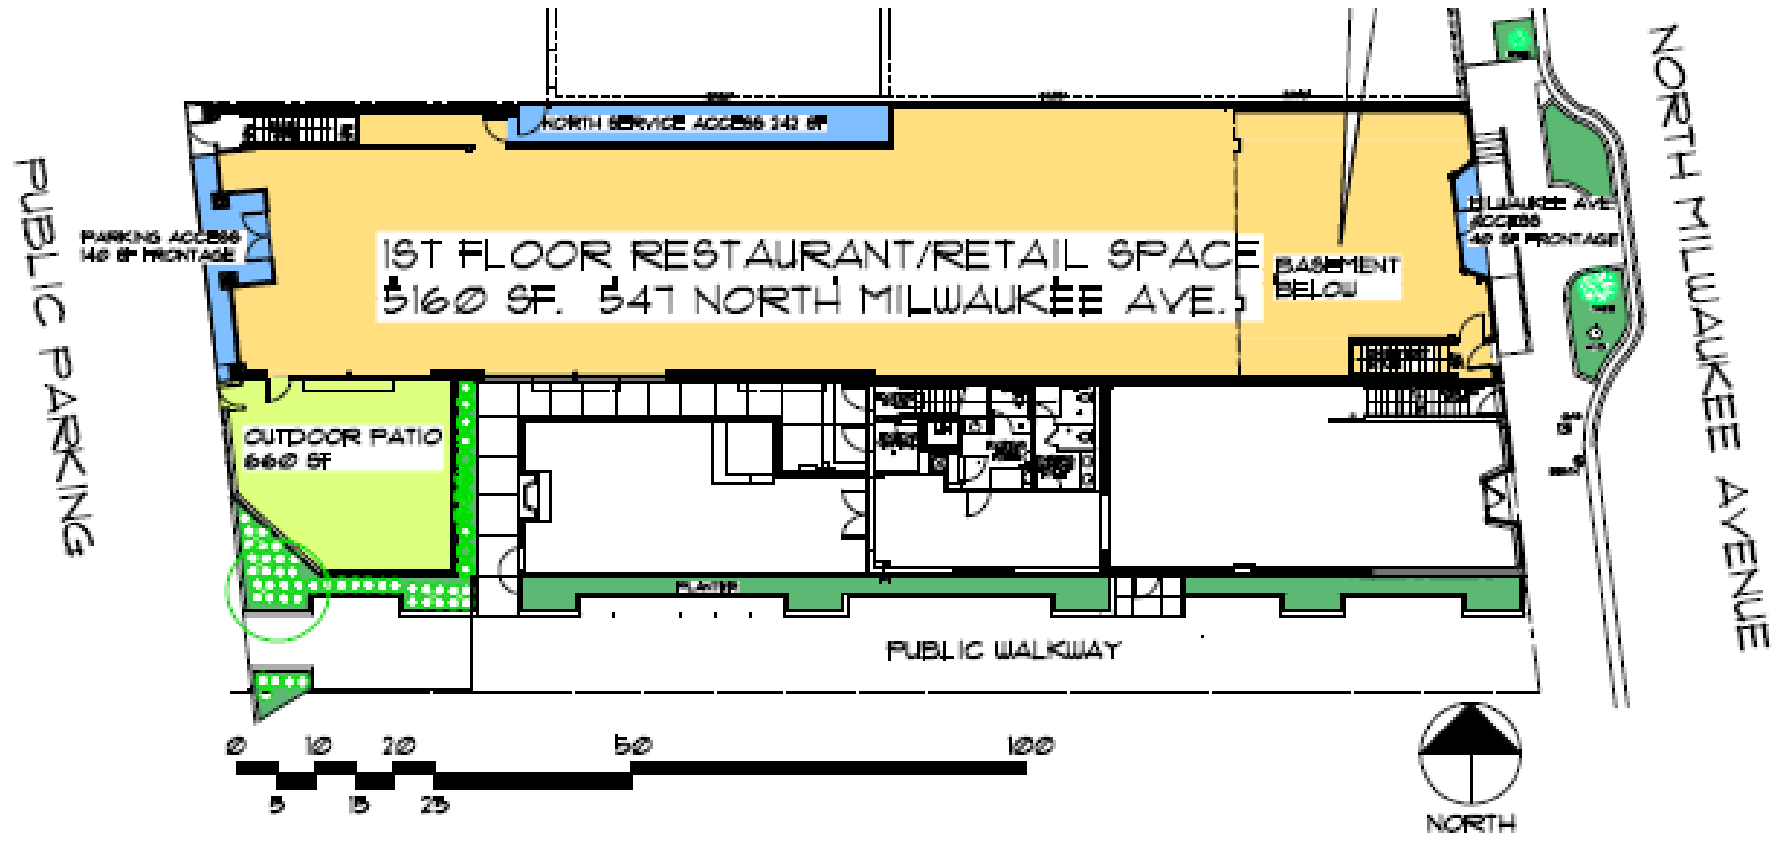 NORTH MILWAUKEE AVENUE
PUBLIC PARKING
NORTH SERVICE ACCESS 242 SF
PARKING ACCESS
140 SF FRONTAGE
MILWAUKEE AVE.
ACCESS
40 SF FRONTAGE
1ST FLOOR RESTAURANT/RETAIL SPACE
5160 SF. 547 NORTH MILWAUKEE AVE.
BASEMENT
BELOW
OUTDOOR PATIO
660 SF
PLANTER
PUBLIC WALKWAY
0 10 20 50 100
5 15 25
NORTH